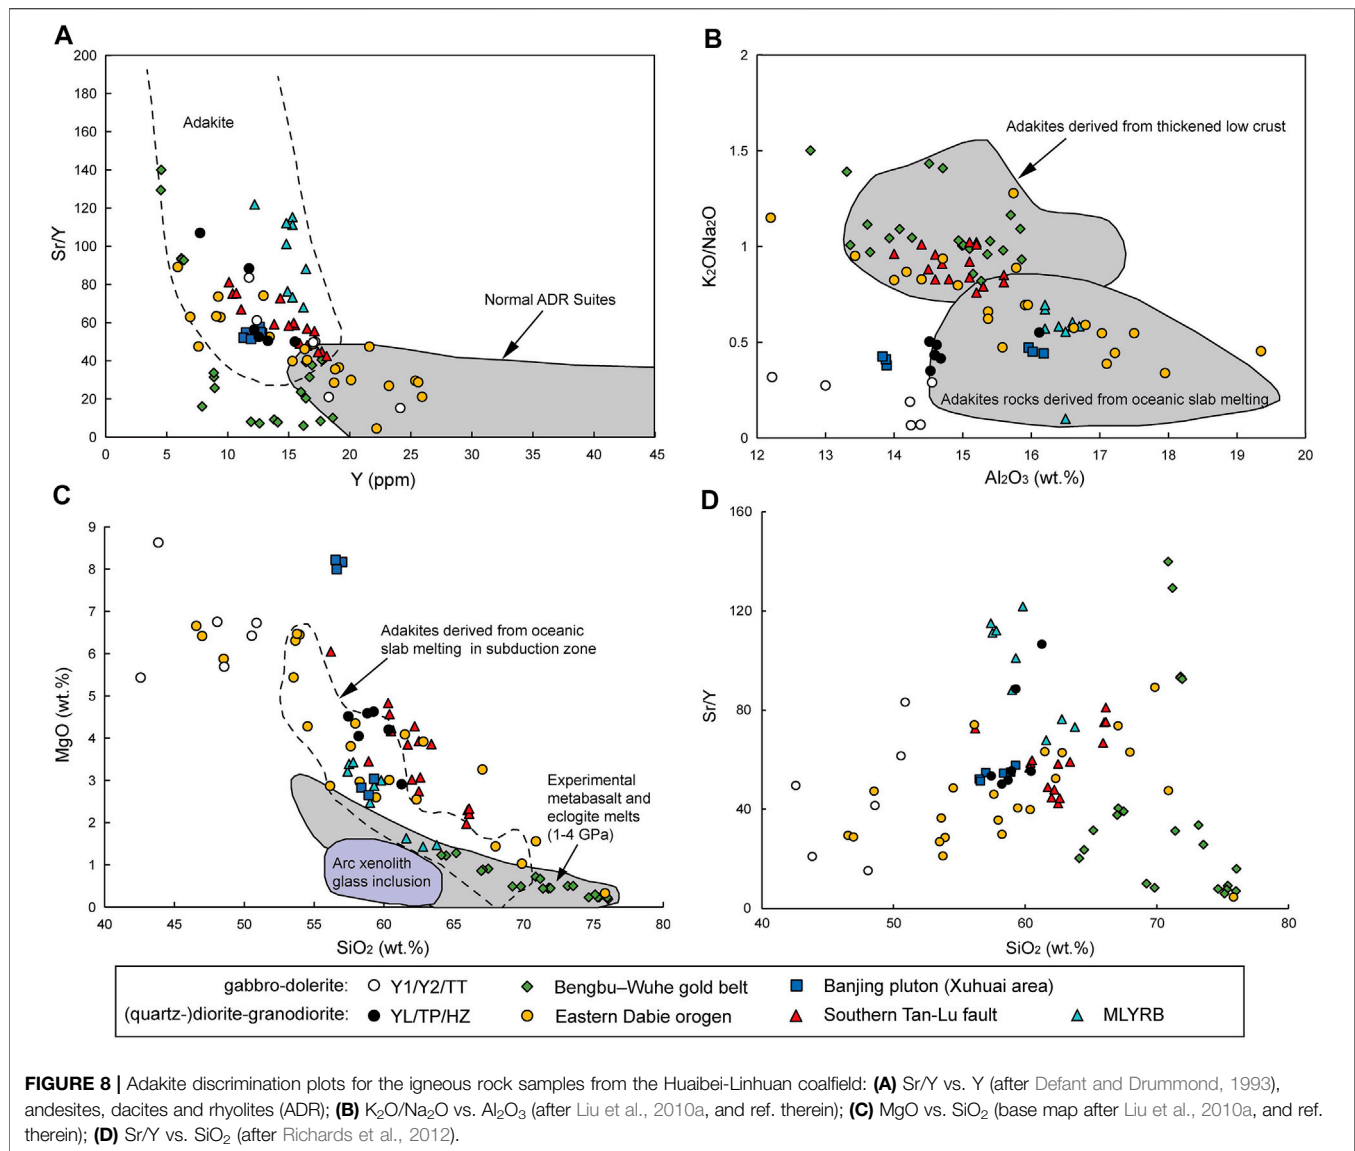 A
200
180
160
140
120
100
80
60
40
20
0
Sr/Y
Adakite
Normal ADR Suites
0
5
10
15
20
25
30
35
40
45
Y (ppm)
B
2
1.5
1
0.5
0
K2O/Na2O
Adakites derived from thickened low crust
Adakites rocks derived from oceanic slab melting
12
13
14
15
16
17
18
19
20
Al2O3 (wt.%)
C
9
8
7
6
5
4
3
2
1
0
MgO (wt.%)
Adakites derived from oceanic
slab melting in subduction zone
Experimental
metabasalt and
eclogite melts
(1-4 GPa)
Arc xenolith
glass inclusion
40
45
50
55
60
65
70
75
80
SiO2 (wt.%)
D
160
120
80
40
0
Sr/Y
40
50
60
70
80
SiO2 (wt.%)
gabbro-dolerite: Y1/Y2/TT Bengbu–Wuhe gold belt Banjing pluton (Xuhuai area)
(quartz-)diorite-granodiorite: YL/TP/HZ Eastern Dabie orogen Southern Tan-Lu fault MLYRB
FIGURE 8 | Adakite discrimination plots for the igneous rock samples from the Huaibei-Linhuan coalfield: (A) Sr/Y vs. Y (after Defant and Drummond, 1993),
andesites, dacites and rhyolites (ADR); (B) K2O/Na2O vs. Al2O3 (after Liu et al., 2010a, and ref. therein); (C) MgO vs. SiO2 (base map after Liu et al., 2010a, and ref.
therein); (D) Sr/Y vs. SiO2 (after Richards et al., 2012).